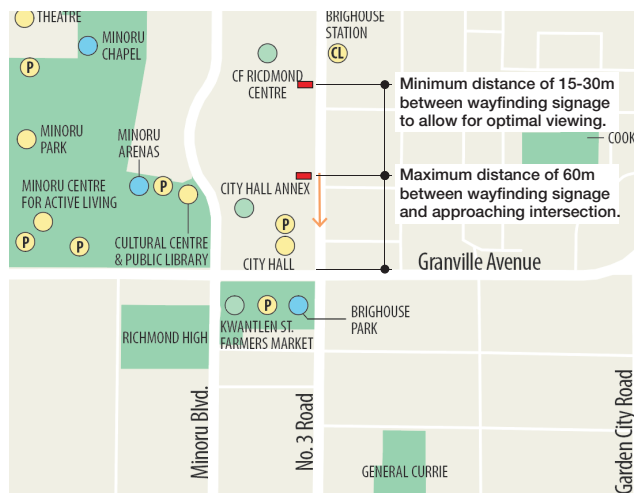 THEATRE
MINORU
CHAPEL
P
BRIGHOUSE
STATION
CL
CF RICDMOND
CENTRE
Minimum distance of 15-30m
between wayfinding signage
to allow for optimal viewing.
MINORU
PARK
MINORU
ARENAS
COOK
P
MINORU CENTRE
FOR ACTIVE LIVING
CITY HALL ANNEX
Maximum distance of 60m
between wayfinding signage
and approaching intersection.
P
P
P
CULTURAL CENTRE
& PUBLIC LIBRARY
CITY HALL
Granville Avenue
P
KWANTLEN ST.
FARMERS MARKET
BRIGHOUSE
PARK
RICHMOND HIGH
Minoru Blvd.
No. 3 Road
Garden City Road
GENERAL CURRIE